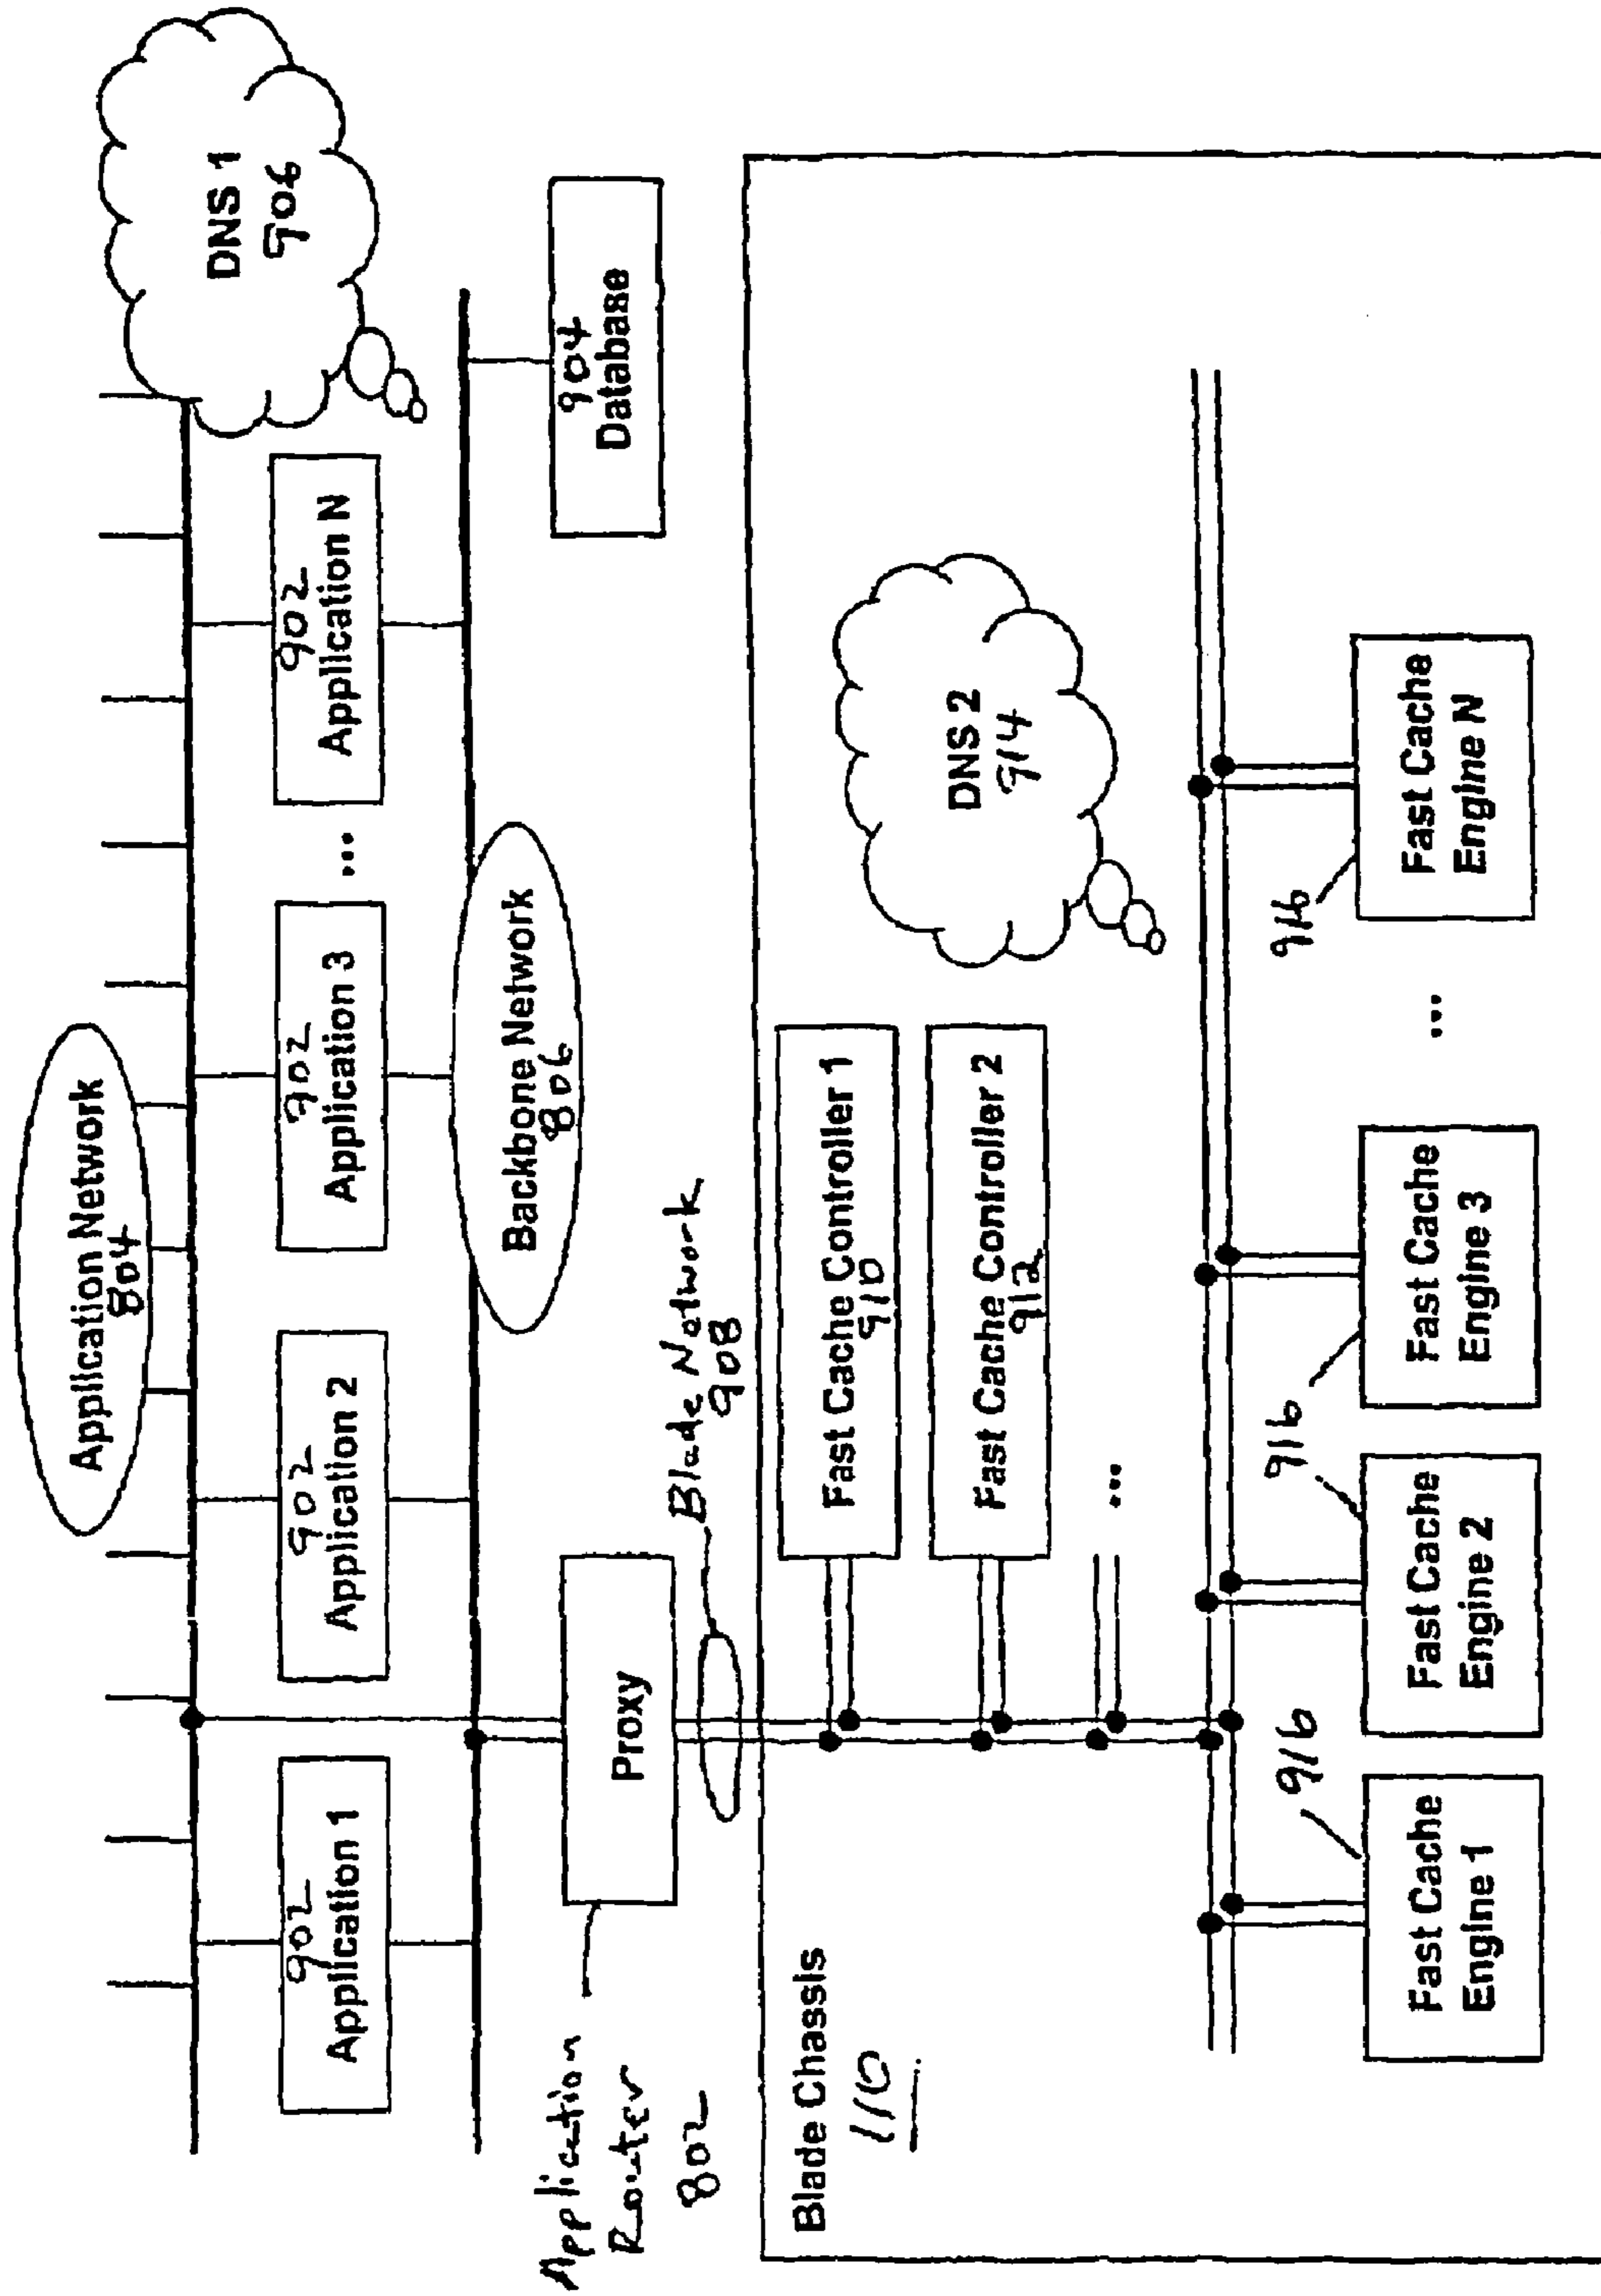 Application Network
804
DNS 1
906
902
Application 1
902
Application 2
902
Application 3
...
902
Application N
Backbone Network
806
904
Database
Application
Router
802
Proxy
Blade Network
908
Blade Chassis
110
Fast Cache Controller 1
910
Fast Cache Controller 2
912
...
DNS 2
914
916
Fast Cache
Engine 1
916
Fast Cache
Engine 2
Fast Cache
Engine 3
...
916
Fast Cache
Engine N